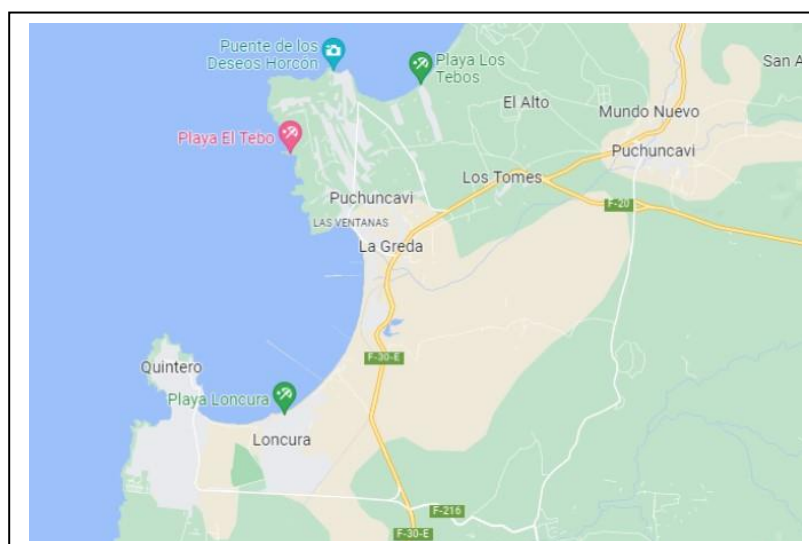 Puente de los
Deseos Horcón
Playa Los
Tebos
San A
El Alto
Mundo Nuevo
Playa El Tebo
Puchuncavi
Los Tomes
Puchuncavi
F-20
LAS VENTANAS
La Greda
F-30-E
Quintero
Playa Loncura
Loncura
F-216
F-30-E